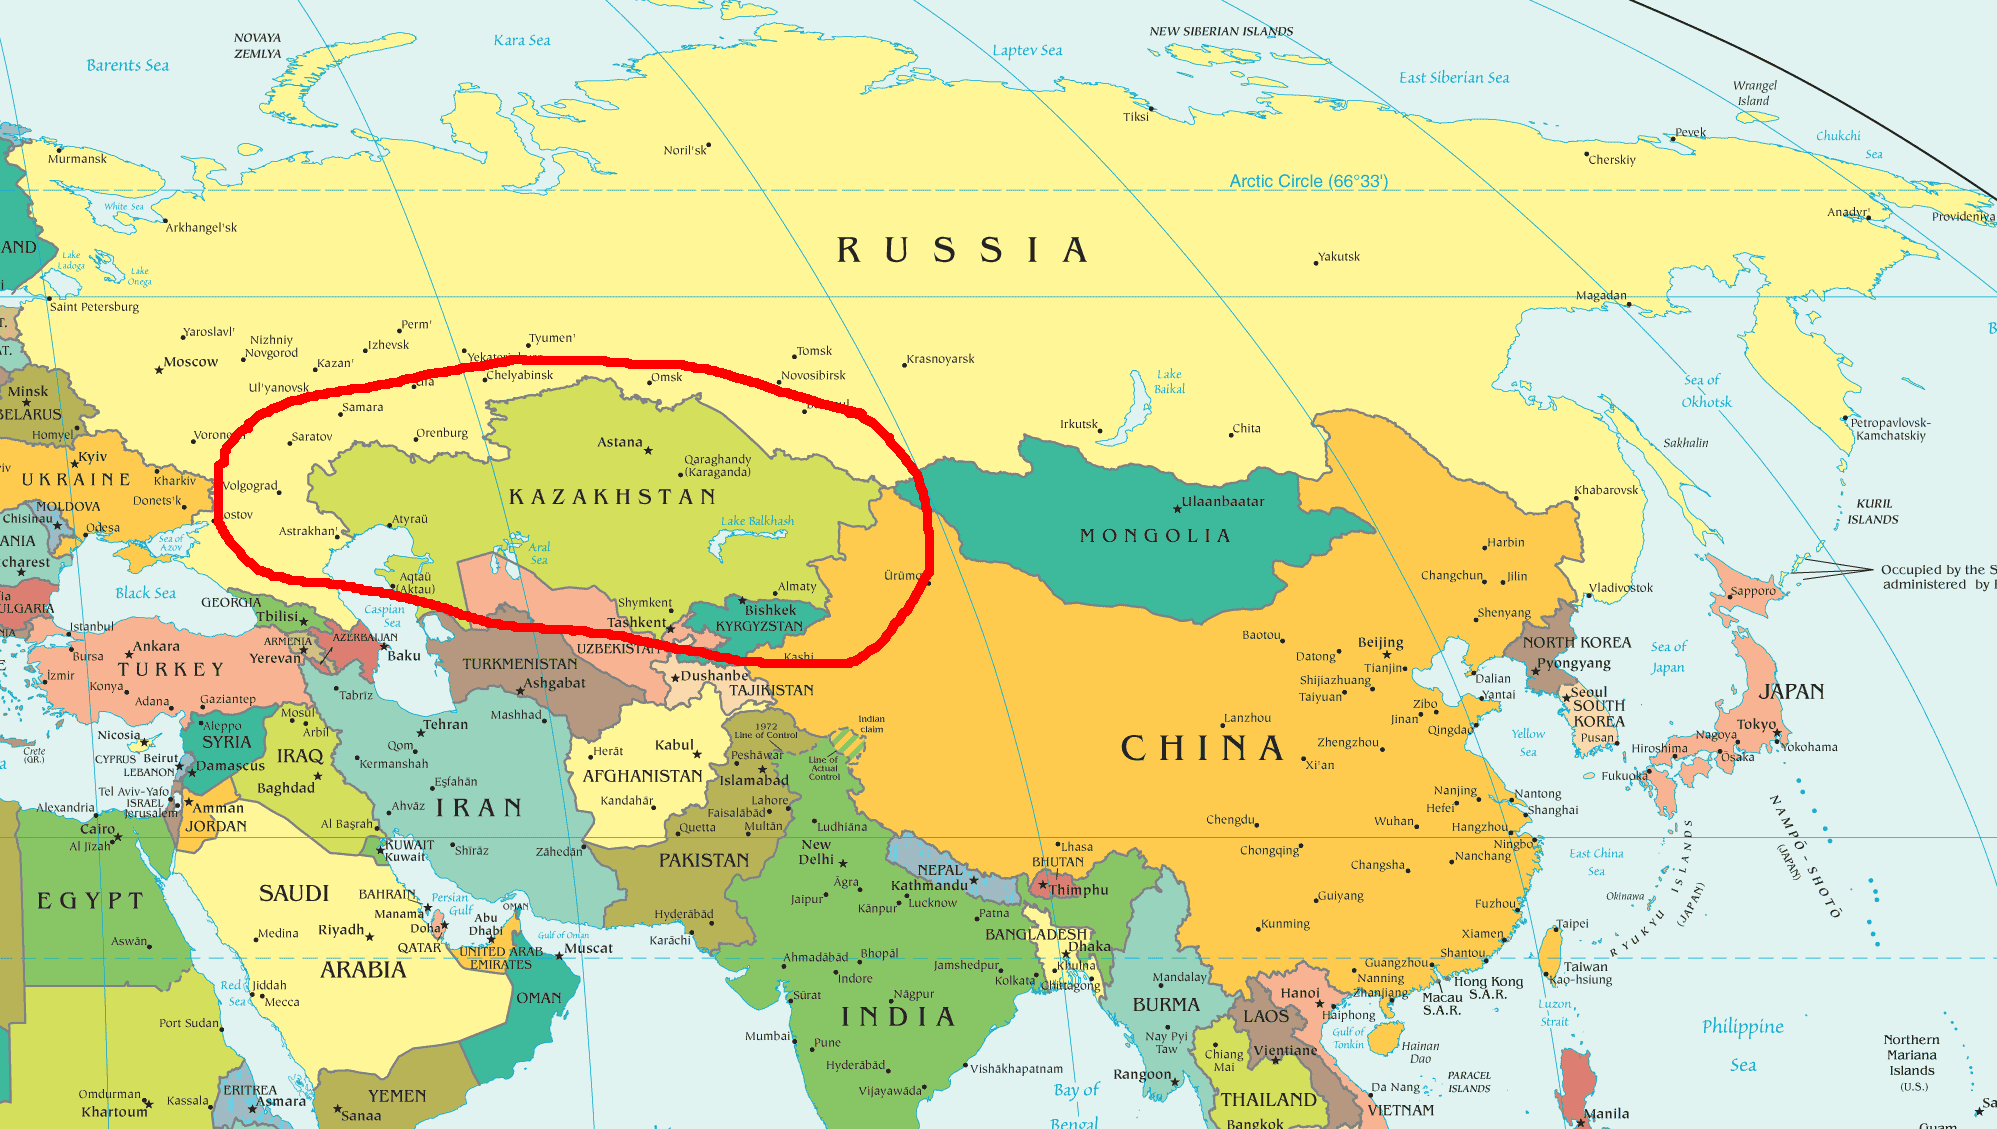 NOVAYA
ZEMLYA
Kara Sea
Barents Sea
Laptev Sea
NEW SIBERIAN ISLANDS
East Siberian Sea
Wrangel
Island
Chukchi
Sea
Tiksi
Pevek
Cherskiy
Murmansk
Noril'sk
Arctic Circle (66°33')
White Sea
Arkhangel'sk
Anadyr'
Provideniya
AND
RUSSIA
Lake
Ladoga
Lake
Onega
Yakutsk
Saint Petersburg
Magadan
Perm'
Yaroslavl'
Nizhniy
Novgorod
Izhevsk
Tyumen'
Tomsk
Krasnoyarsk
Moscow
Kazan'
Chelyabinsk
Omsk
Novosibirsk
Lake
Baikal
Sea of
Okhotsk
Minsk
BELARUS
Ul'yanovsk
Samara
Homyel
Saratov
Orenburg
Irkutsk
Chita
Sakhalin
Petropavlovsk-
Kamchatskiy
Kyiv
UKRAINE
Kharkiv
Astana
Qaraghandy
(Karaganda)
Volgograd
KAZAKHSTAN
Ulaanbaatar
Khabarovsk
KURIL
ISLANDS
MOLDOVA
Chisinau
Donets'k
Odesa
Astrakhan'
Atyraū
Lake Balkhash
MONGOLIA
Harbin
ANIA
charest
Sea of
Azov
Aral
Sea
Changchun
Jilin
Occupied by the S
administered by
Black Sea
Aqtaū
(Aktau)
Caspian
Sea
Almaty
Vladivostok
Sapporo
ULGARIA
GEORGIA
Tbilisi
Shymkent
Bishkek
KYRGYZSTAN
Shenyang
Istanbul
Ankara
TURKEY
ARMENIA
Yerevan
AZERBAIJAN
Baku
Tashkent
UZBEKISTAN
Kashi
Baotou
Beijing
Datong
Tianjin
NORTH KOREA
Pyongyang
Sea of
Japan
Bursa
İzmir
Konya
Adana
Gaziantep
Tabrīz
TURKMENISTAN
Ashgabat
Dushanbe
TAJIKISTAN
Shijiazhuang
Taiyuan
Dalian
Yantai
Seoul
SOUTH
KOREA
JAPAN
Tokyo
Mosul
Arbīl
Mashhad
Tehran
1972
Line of Control
Indian
claim
Lanzhou
Zibo
Jinan
Qingdao
Yellow
Sea
Pusan
Nagoya
Yokohama
Hiroshima
Ōsaka
Fukuoka
Nicosia
CYPRUS
Aleppo
SYRIA
Crete
(GR.)
Beirut
LEBANON
Damascus
IRAQ
Baghdad
Qom
Kermanshah
Herāt
Kabul
AFGHANISTAN
Kandahār
Peshāwar
Islamabad
Line of
Actual
Control
CHINA
Zhengzhou
Xi'an
Eşfahān
Tel Aviv-Yafo
ISRAEL
Jerusalem
Amman
JORDAN
Alexandria
Cairo
Al Jīzah
Al Başrah
Ahvāz
IRAN
Faisalābād
Lahore
Multān
Quetta
Ludhiāna
Nanjing
Hefei
Nantong
Shanghai
Chengdu
Wuhan
Hangzhou
Ningbo
NAMPŌ-SHOTŌ
(JAPAN)
KUWAIT
Kuwait
Shīrāz
Zāhedān
PAKISTAN
New
Delhi
NEPAL
Kathmandu
Lhasa
BHUTAN
Thimphu
Chongqing
Changsha
Nanchang
East China
Sea
EGYPT
SAUDI
ARABIA
BAHRAIN
Manama
Doha
QATAR
Persian
Gulf
OMAN
Abu
Dhabi
UNITED ARAB
EMIRATES
Gulf of Oman
Muscat
Āgra
Jaipur
Kānpur
Lucknow
Patna
Guiyang
Fuzhou
Okinawa
RYUKYU ISLANDS
(JAPAN)
Aswān
Medina
Riyadh
Hyderābād
Karāchi
BANGLADESH
Dhaka
Khulna
Chittagong
Kunming
Xiamen
Shantou
Taipei
Taiwan
Kao-hsiung
Red
Sea
Jiddah
Mecca
OMAN
Ahmadābād
Bhopāl
Indore
Jamshedpur
Kolkata
Mandalay
BURMA
Guangzhou
Nanning
Zhanjiang
Hong Kong
S.A.R.
Macau
S.A.R.
Luzon
Strait
Port Sudan
Sūrat
Nāgpur
INDIA
Hanoi
Haiphong
LAOS
Gulf of
Tonkin
Hainan
Dao
Philippine
Sea
Mumbai
Pune
Hyderābād
Vijayawāda
Vishākhapatnam
Nay Pyi
Taw
Chiang
Mai
Vientiane
Northern
Mariana
Islands
(U.S.)
Omdurman
Khartoum
Kassala
ERITREA
Asmara
YEMEN
Sanaa
Bay of
Bengal
Rangoon
THAILAND
Bangkok
PARACEL
ISLANDS
Da Nang
VIETNAM
Manila
Guam